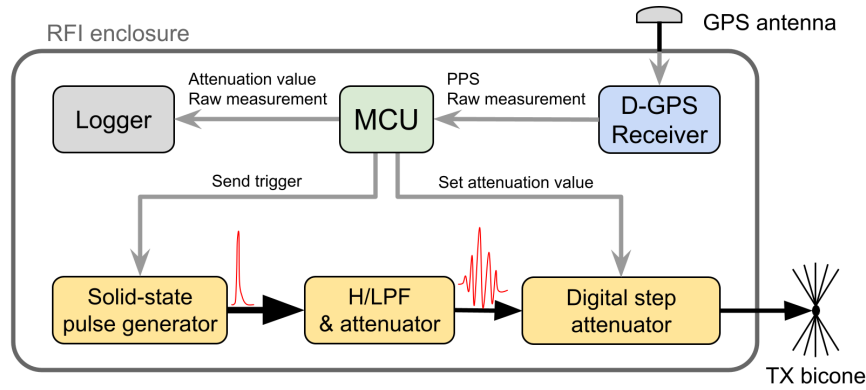 RFI enclosure
GPS antenna
Attenuation value
Raw measurement
PPS
Raw measurement
Logger
MCU
D-GPS
Receiver
Send trigger
Set attenuation value
Solid-state
pulse generator
H/LPF
& attenuator
Digital step
attenuator
TX bicone